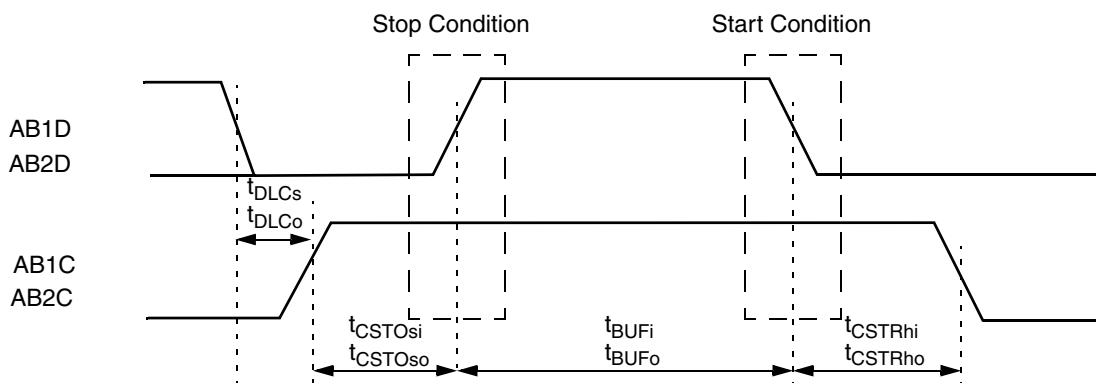 Stop Condition
Start Condition
AB1D
AB2D
tDLCs
tDLCo
AB1C
AB2C
tCSTOsi
tCSTOso
tBUFi
tBUFo
tCSTRhi
tCSTRho